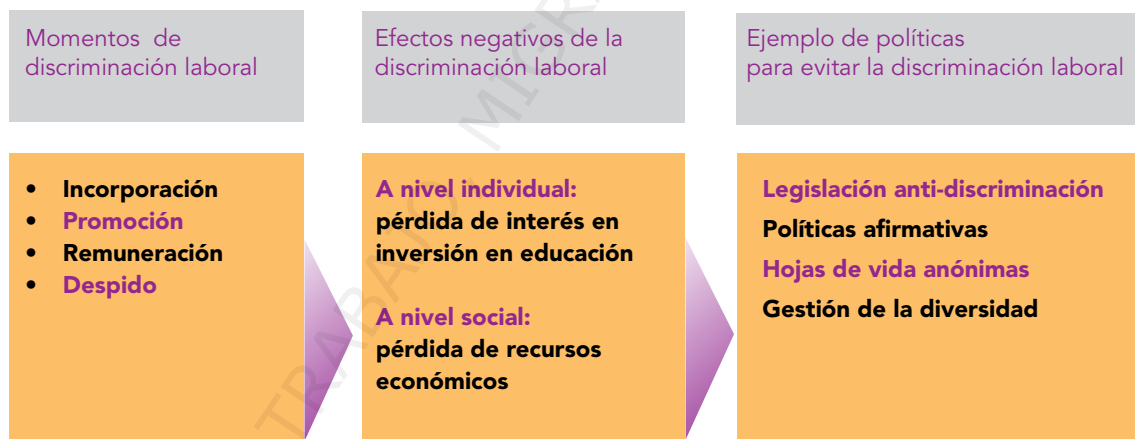 Momentos de
discriminación laboral
Efectos negativos de la
discriminación laboral
Ejemplo de políticas
para evitar la discriminación laboral
• Incorporación
• Promoción
• Remuneración
• Despido
A nivel individual:
pérdida de interés en
inversión en educación
A nivel social:
pérdida de recursos
económicos
Legislación anti-discriminación
Políticas afirmativas
Hojas de vida anónimas
Gestión de la diversidad